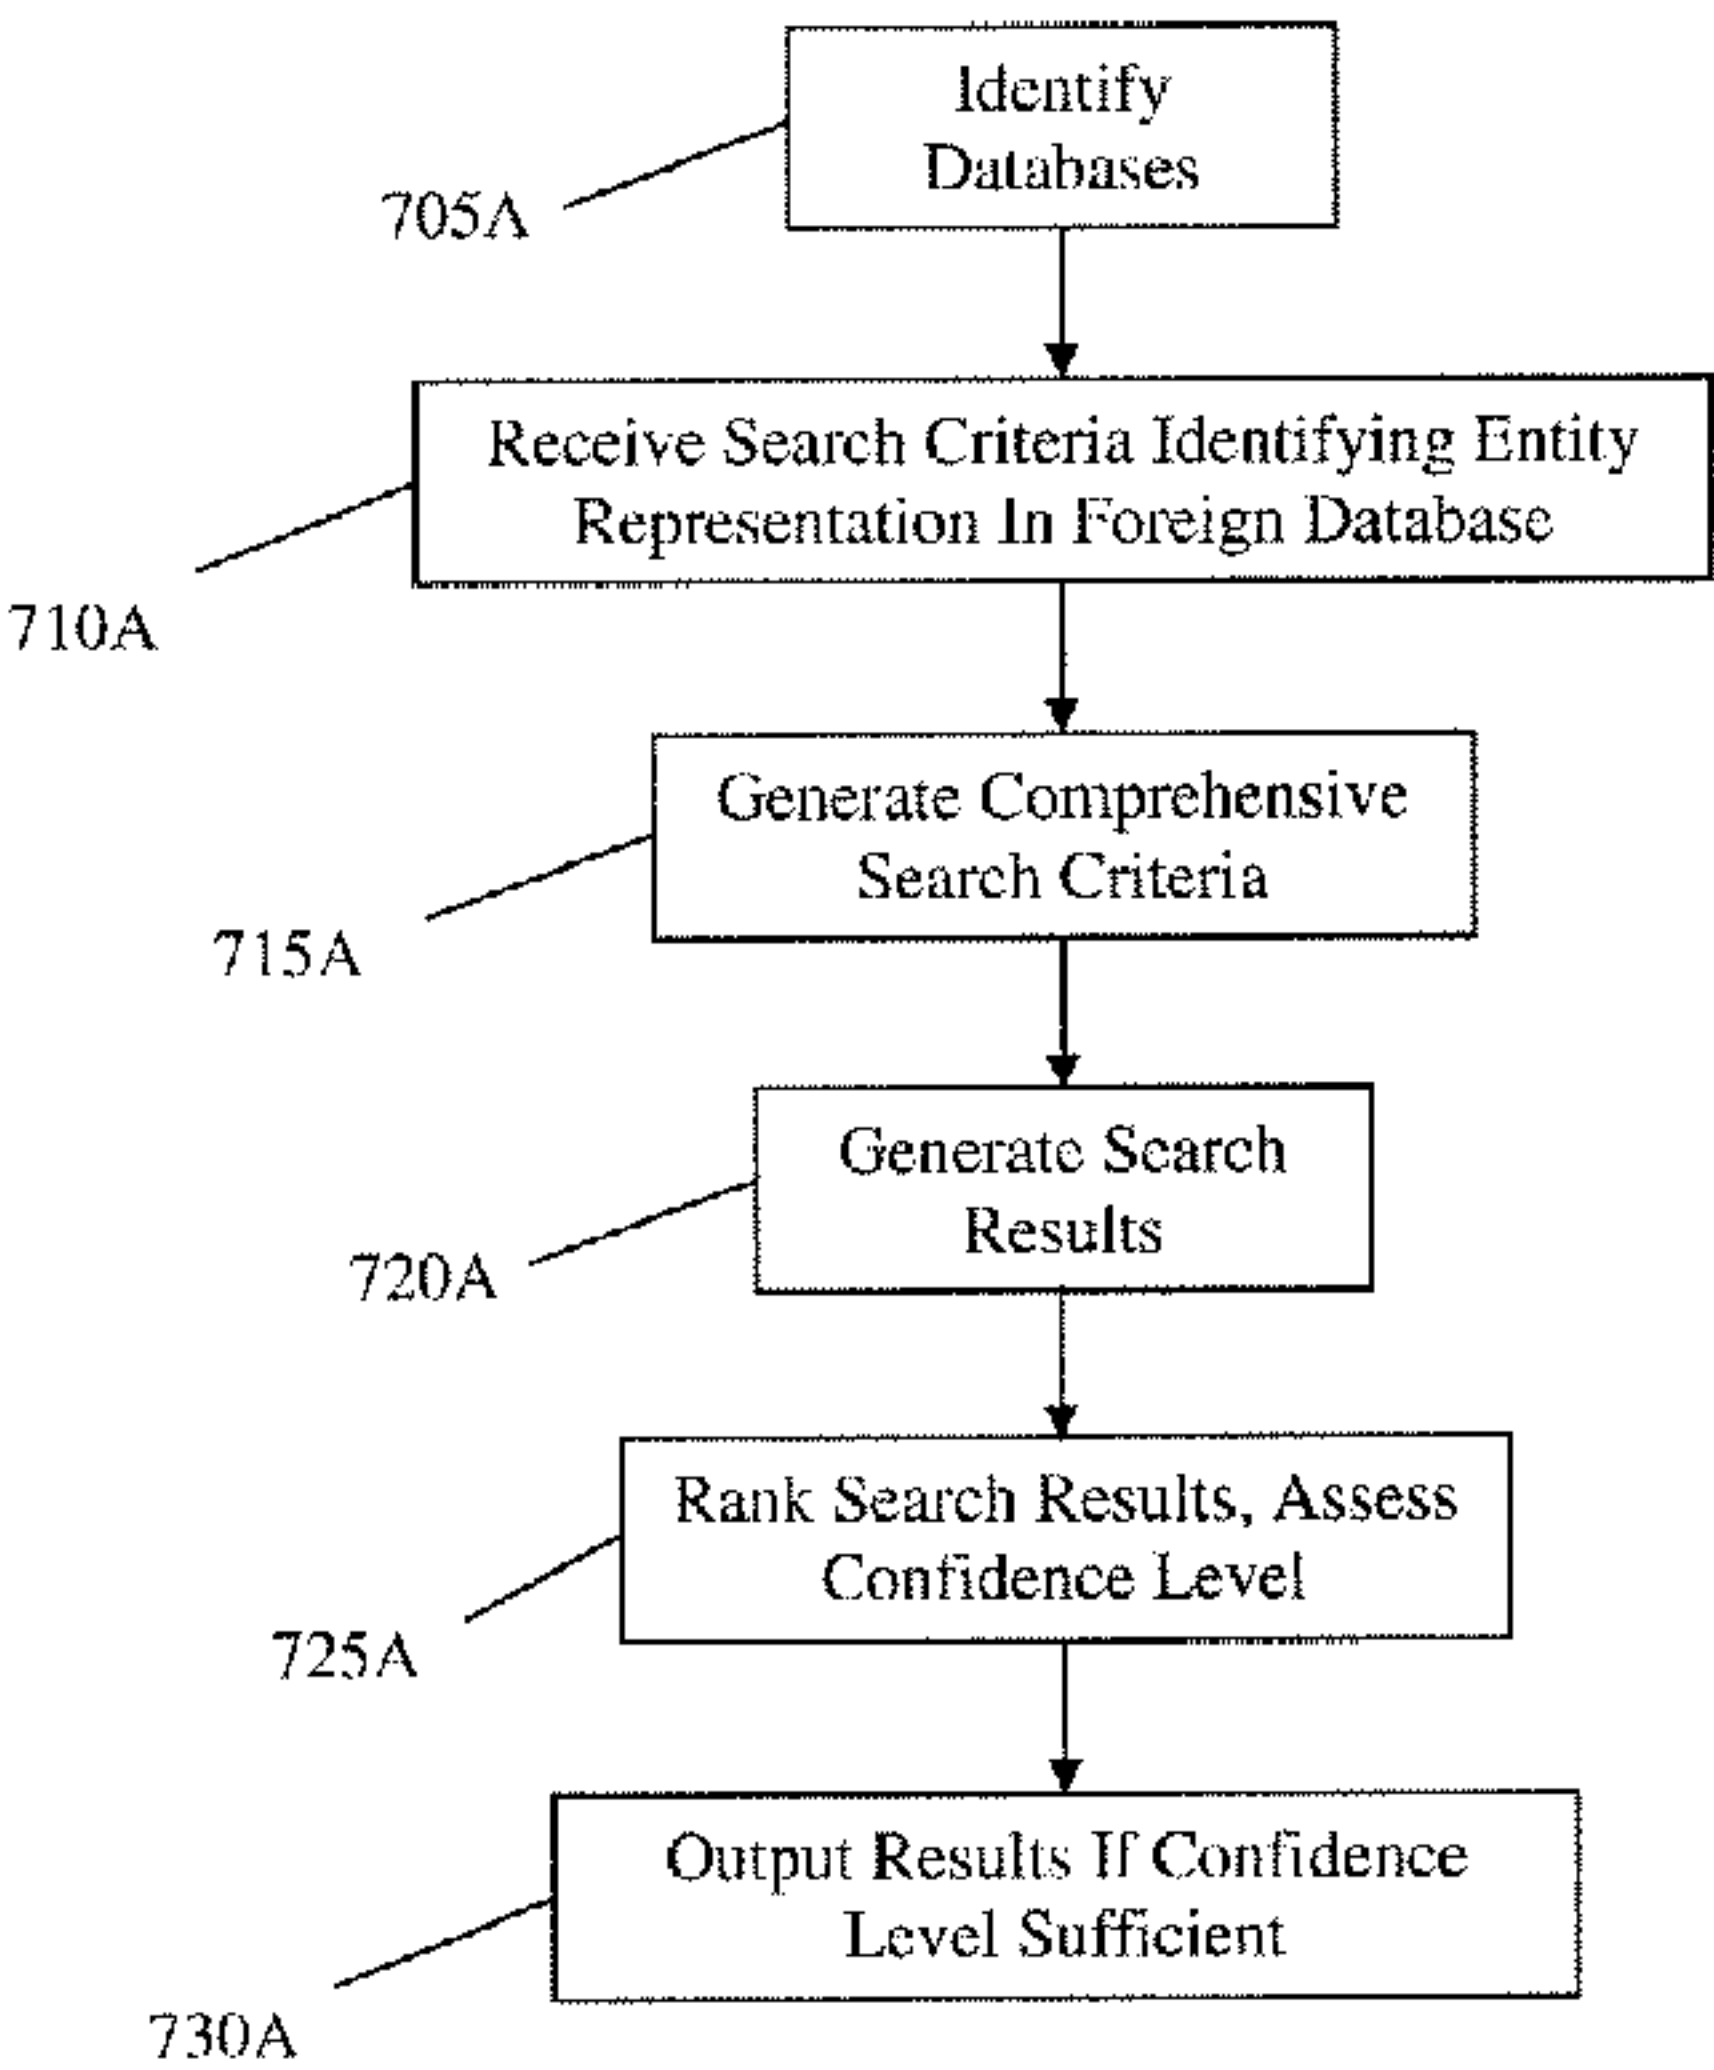 Identify
Databases
705A
Receive Search Criteria Identifying Entity
Representation In Foreign Database
710A
Generate Comprehensive
Search Criteria
715A
Generate Search
Results
720A
Rank Search Results, Assess
Confidence Level
725A
Output Results If Confidence
Level Sufficient
730A